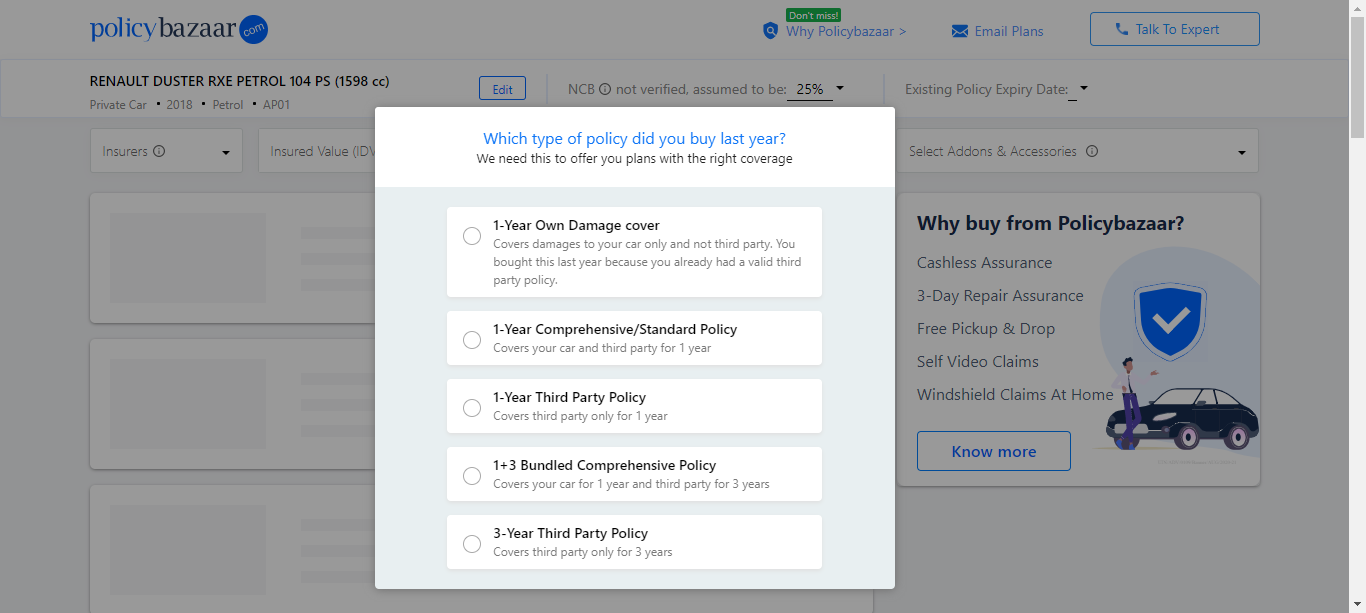 policybazaar com
Don't miss!
Why Policybazaar >
Email Plans
Talk To Expert
RENAULT DUSTER RXE PETROL 104 PS (1598 cc)
Private Car • 2018 • Petrol • AP01
Edit
NCB not verified, assumed to be: 25%
Existing Policy Expiry Date:
Insurers
Insured Value (IDV
Select Addons & Accessories
Which type of policy did you buy last year?
We need this to offer you plans with the right coverage
1-Year Own Damage cover
Covers damages to your car only and not third party. You
bought this last year because you already had a valid third
party policy.
1-Year Comprehensive/Standard Policy
Covers your car and third party for 1 year
1-Year Third Party Policy
Covers third party only for 1 year
1+3 Bundled Comprehensive Policy
Covers your car for 1 year and third party for 3 years
3-Year Third Party Policy
Covers third party only for 3 years
Why buy from Policybazaar?
Cashless Assurance
3-Day Repair Assurance
Free Pickup & Drop
Self Video Claims
Windshield Claims At Home
Know more